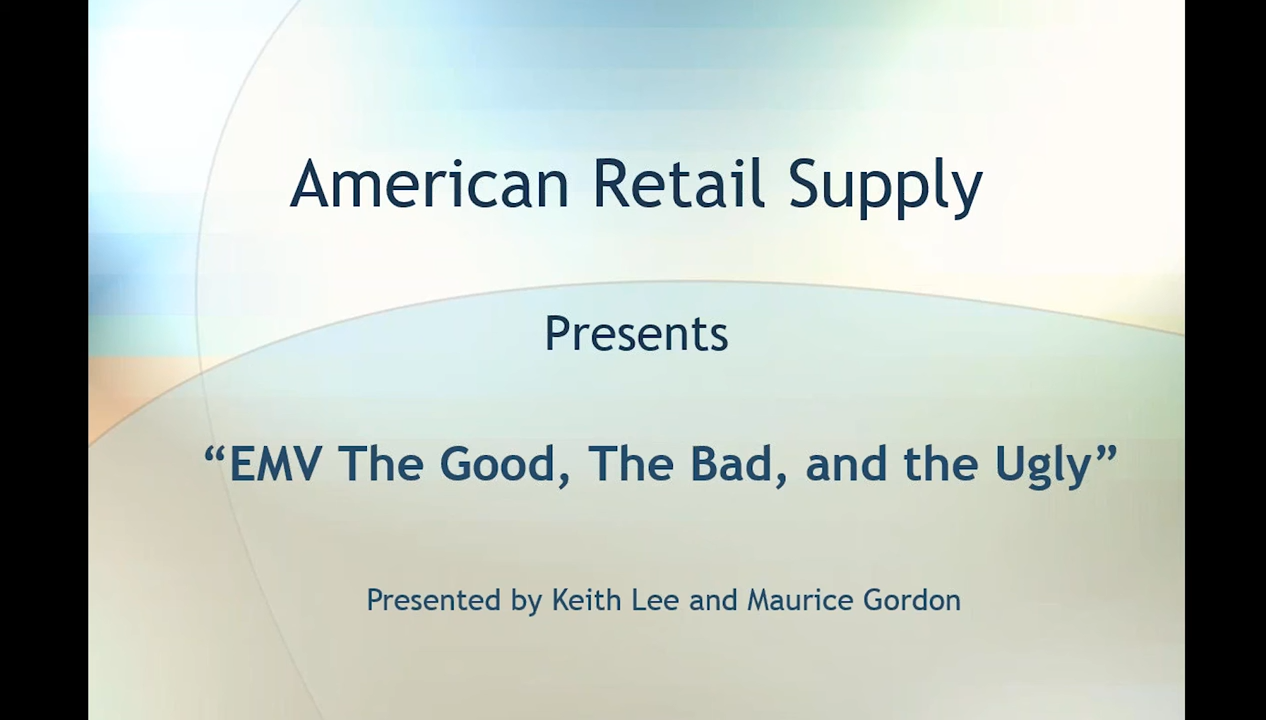 American Retail Supply
Presents
“EMV The Good, The Bad, and the Ugly”
Presented by Keith Lee and Maurice Gordon